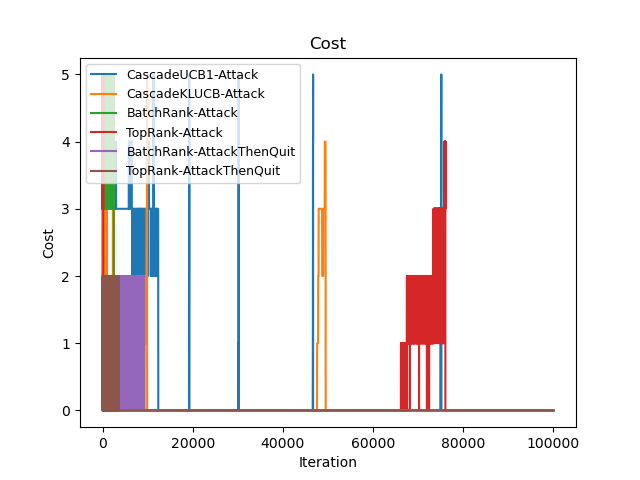 Cost
CascadeUCB1-Attack
CascadeKLUCB-Attack
BatchRank-Attack
TopRank-Attack
BatchRank-AttackThenQuit
TopRank-AttackThenQuit
5
4
3
2
1
0
Cost
0 20000 40000 60000 80000 100000
Iteration